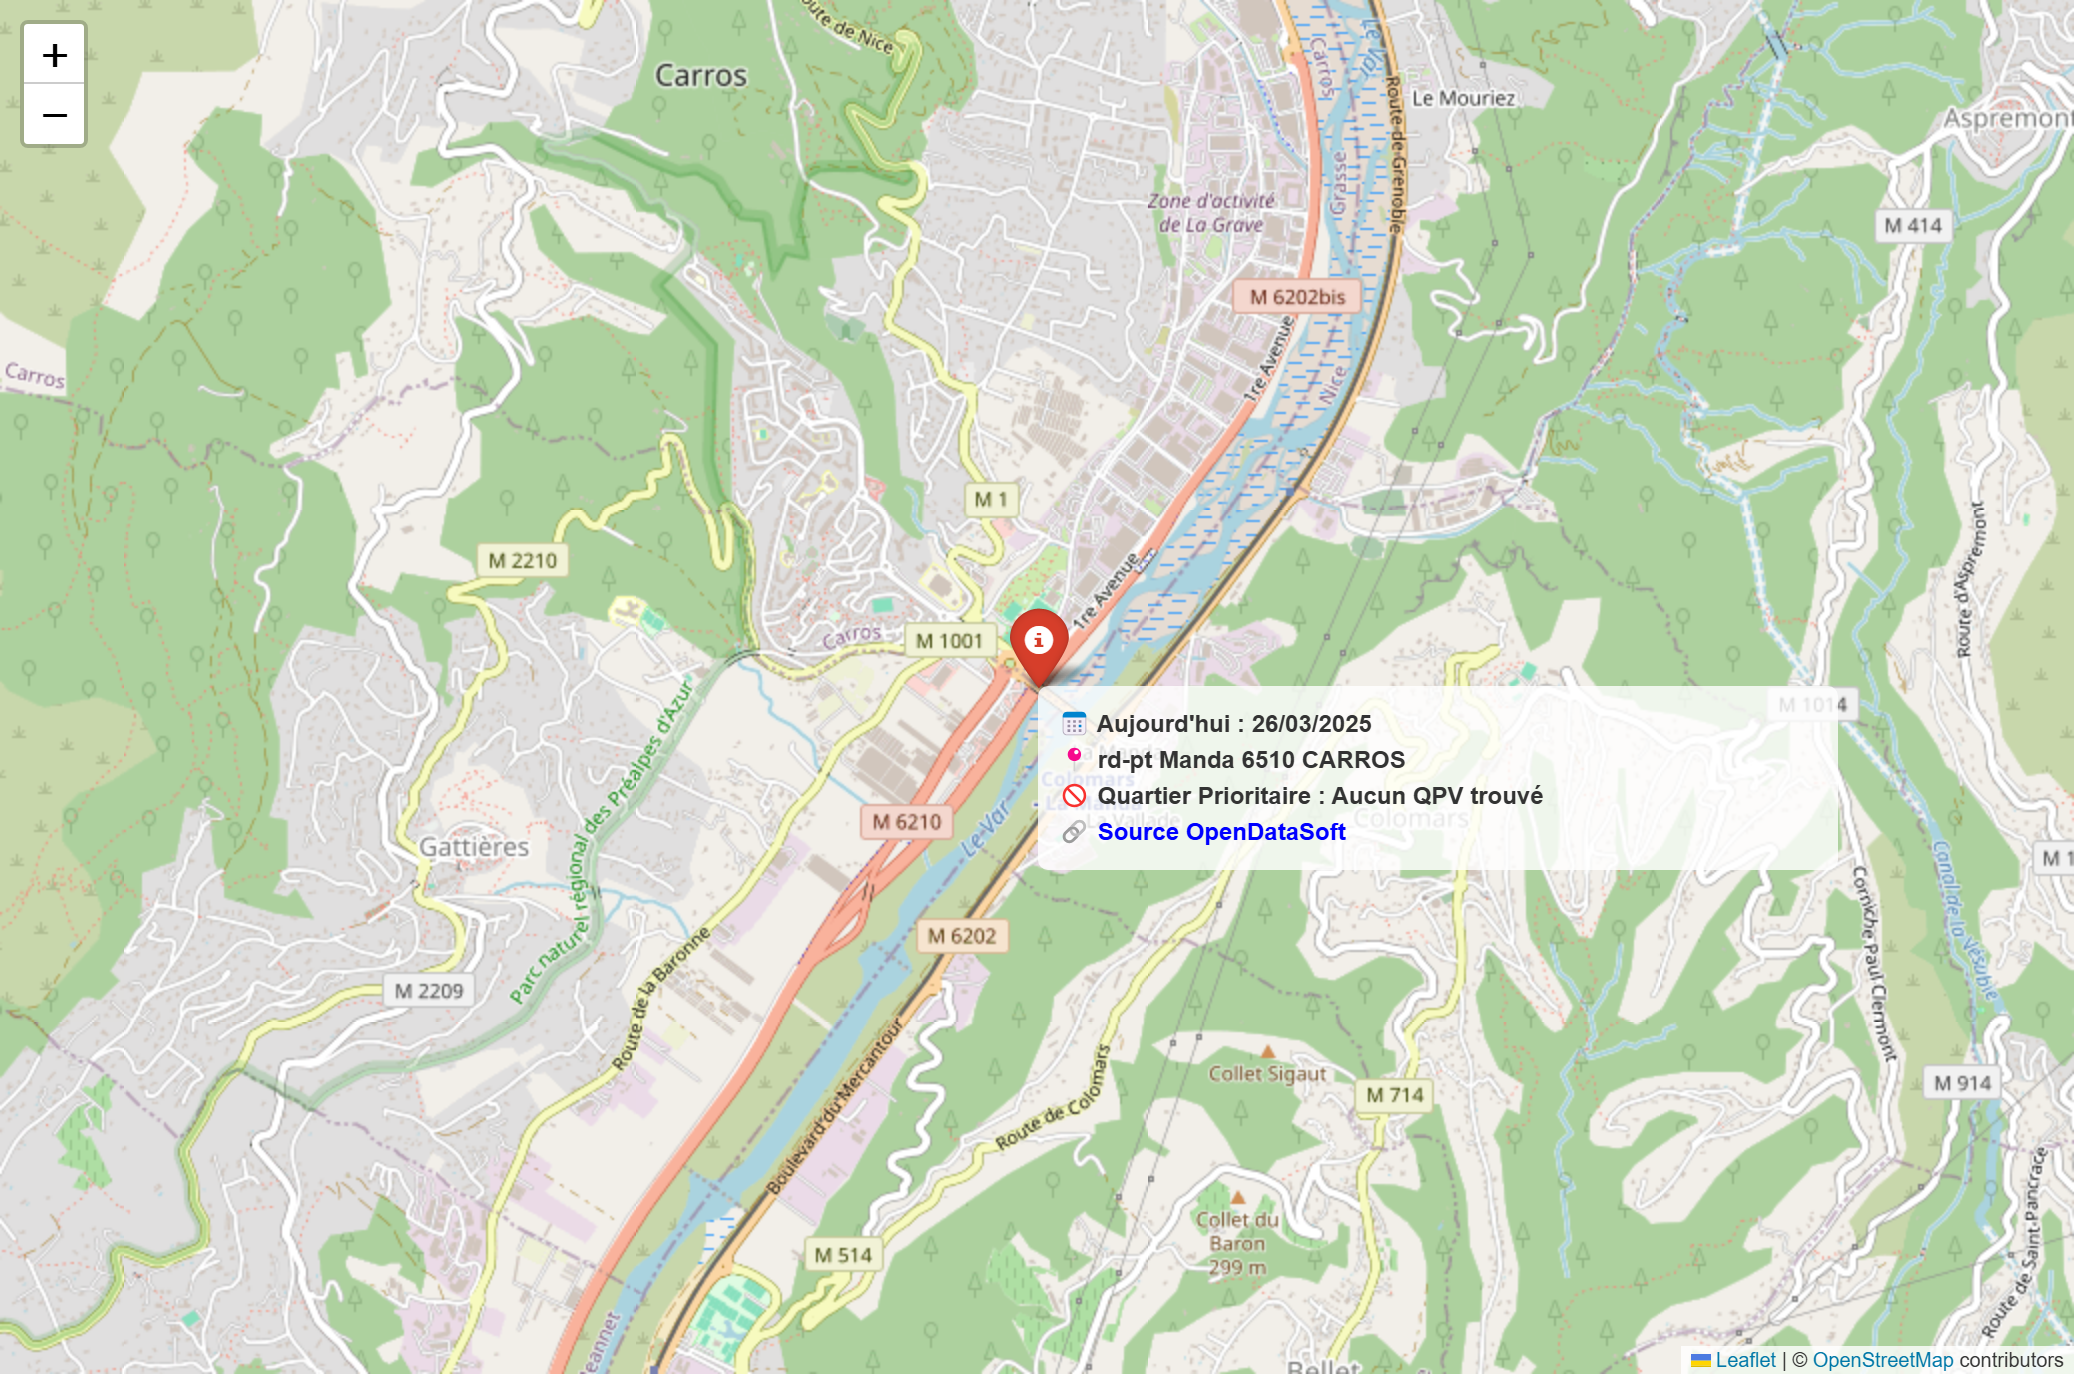 +
−
Route de Nice
Carros
Le Var
Carros
Grasse
Route de Grenoble
Le Mouriez
Aspremont
Zone d'activité
de La Grave
M 414
M 6202bis
1re Avenue
Nice
Carros
M 1
M 2210
1re Avenue
Route d'Aspremont
Carros
M 1001
M 1014
Aujourd'hui : 26/03/2025
rd-pt Manda 6510 CARROS
Quartier Prioritaire : Aucun QPV trouvé
Source OpenDataSoft
Colomars
Colomars
Parc naturel régional des Préalpes d'Azur
M 6210
Le Var
Gattières
M 1
Corniche Paul Clermont
Canal de la Vésubie
M 6202
Route de la Baronne
M 2209
Boulevard du Mercantour
Collet Sigaut
M 714
M 914
Route de Colomars
Collet du
Baron
299 m
M 514
Route de Saint-Pancrace
eannet
Bellet
Leaflet | © OpenStreetMap contributors